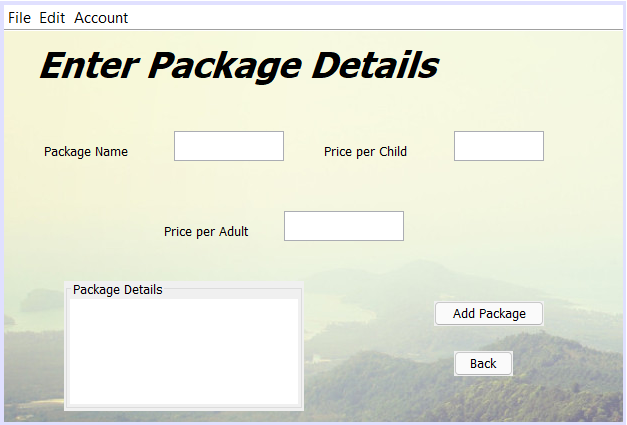 File Edit Account
Enter Package Details
Package Name
Price per Child
Price per Adult
Package Details
Add Package
Back